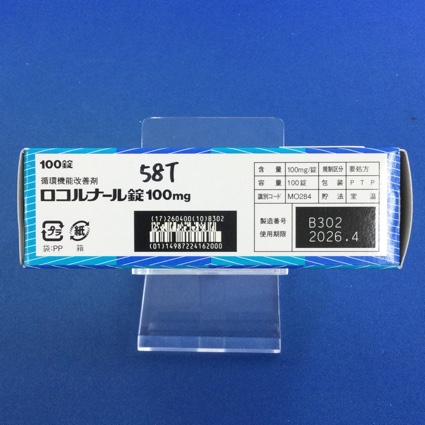 100錠
58T
循環機能改善剤
ロコルナール錠100mg
プラ
紙
袋:PP 箱
(17)260400(10)B302
(01)14987224162000
含量 100mg/錠 規制区分 要処方
容量 100錠 包装 PTP
識別コード MO284 貯法 室温
製造番号 B302
使用期限 2026.4